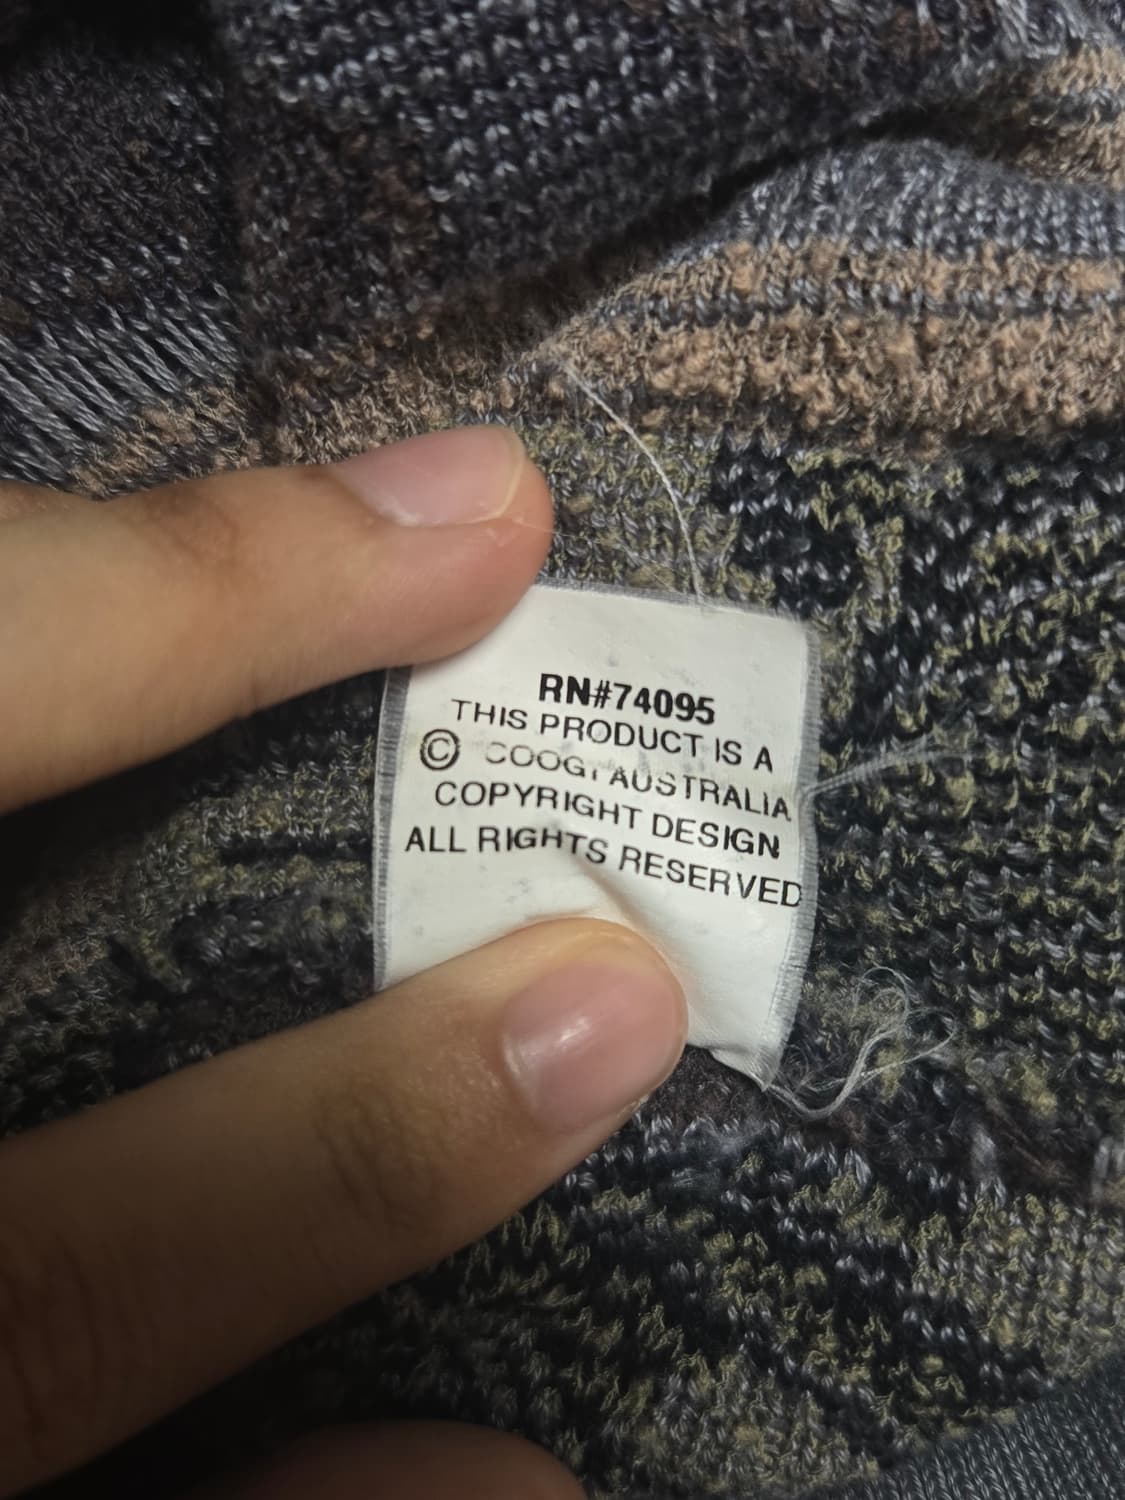 RN#74095
THIS PRODUCT IS A
© COOGI AUSTRALIA
COPYRIGHT DESIGN
ALL RIGHTS RESERVED